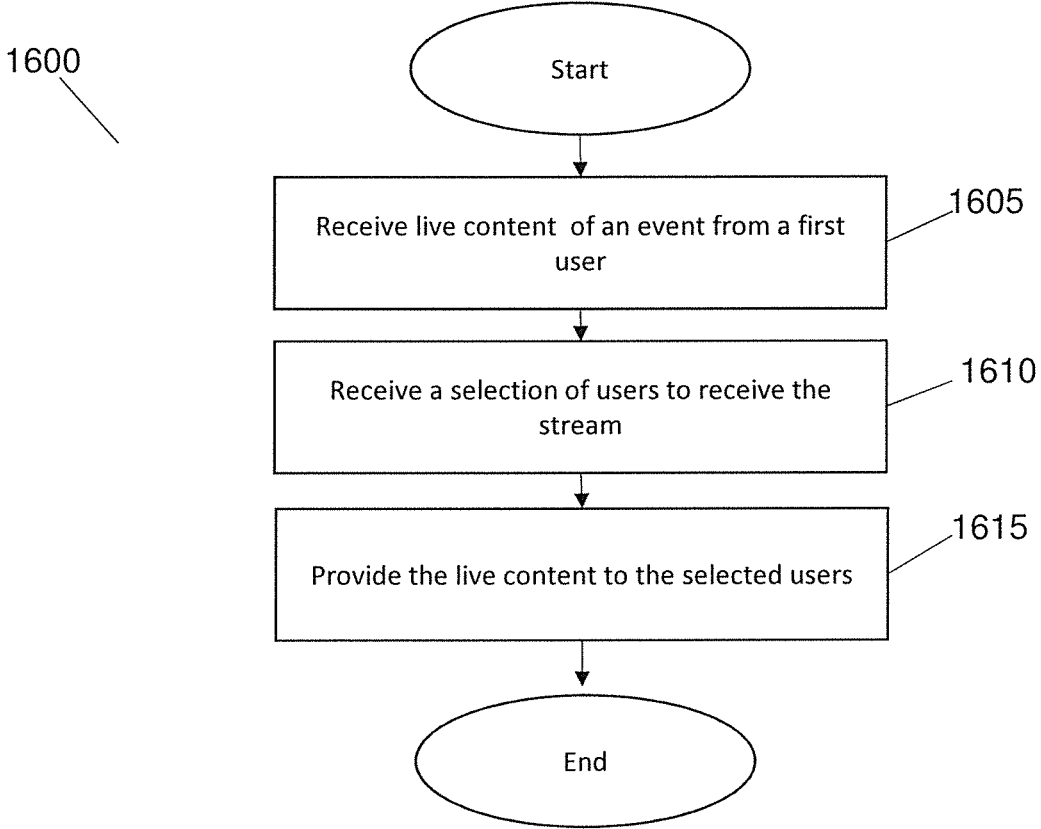 1600
Start
1605
Receive live content of an event from a first
user
1610
Receive a selection of users to receive the
stream
1615
Provide the live content to the selected users
End